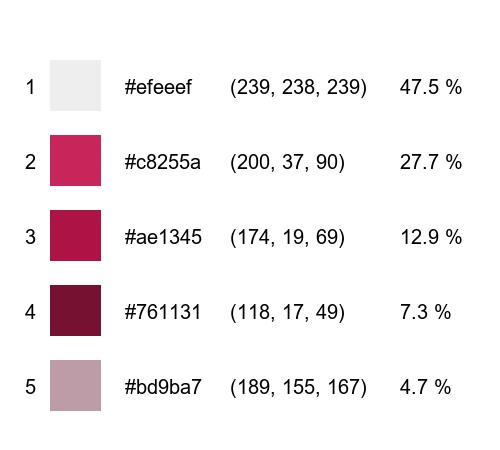 1 #efeeef (239, 238, 239) 47.5 %
2 #c8255a (200, 37, 90) 27.7 %
3 #ae1345 (174, 19, 69) 12.9 %
4 #761131 (118, 17, 49) 7.3 %
5 #bd9ba7 (189, 155, 167) 4.7 %